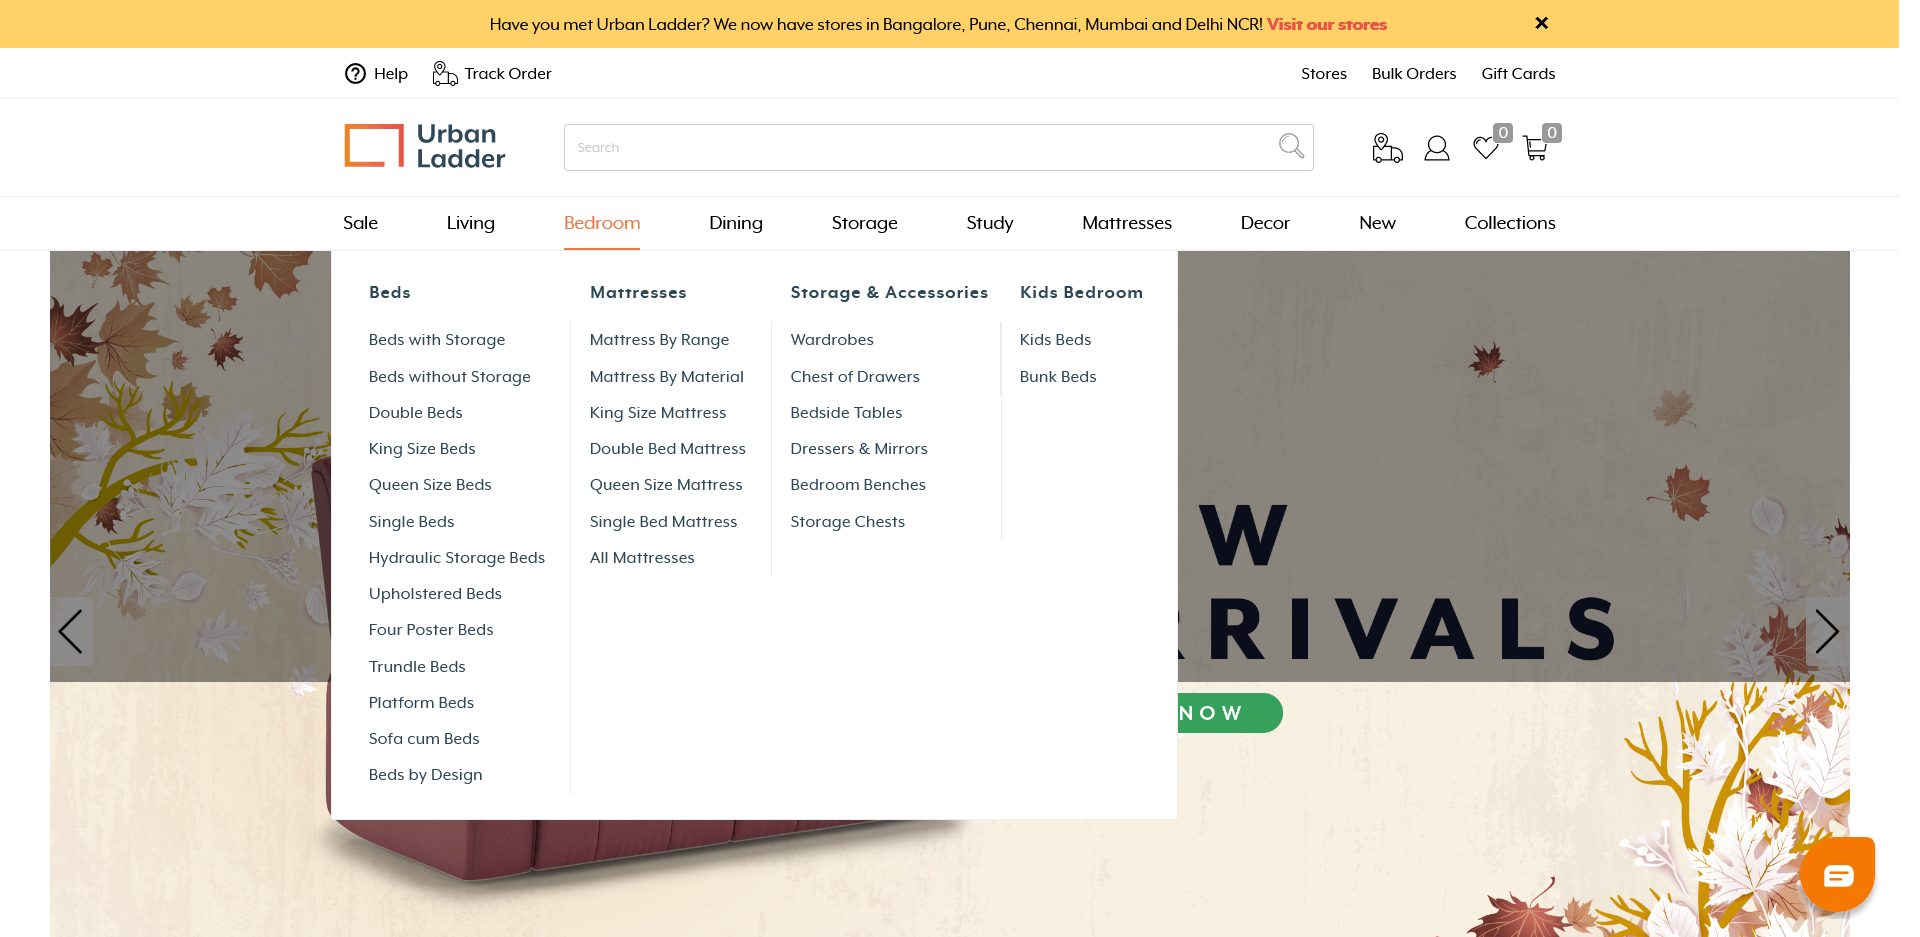 Have you met Urban Ladder? We now have stores in Bangalore, Pune, Chennai, Mumbai and Delhi NCR! Visit our stores
Help
Track Order
Stores
Bulk Orders
Gift Cards
Urban
Ladder
Search
0
0
Sale
Living
Bedroom
Dining
Storage
Study
Mattresses
Decor
New
Collections
Beds
Beds with Storage
Beds without Storage
Double Beds
King Size Beds
Queen Size Beds
Single Beds
Hydraulic Storage Beds
Upholstered Beds
Four Poster Beds
Trundle Beds
Platform Beds
Sofa cum Beds
Beds by Design
Mattresses
Mattress By Range
Mattress By Material
King Size Mattress
Double Bed Mattress
Queen Size Mattress
Single Bed Mattress
All Mattresses
Storage & Accessories
Wardrobes
Chest of Drawers
Bedside Tables
Dressers & Mirrors
Bedroom Benches
Storage Chests
Kids Bedroom
Kids Beds
Bunk Beds
W
RRIVALS
NOW